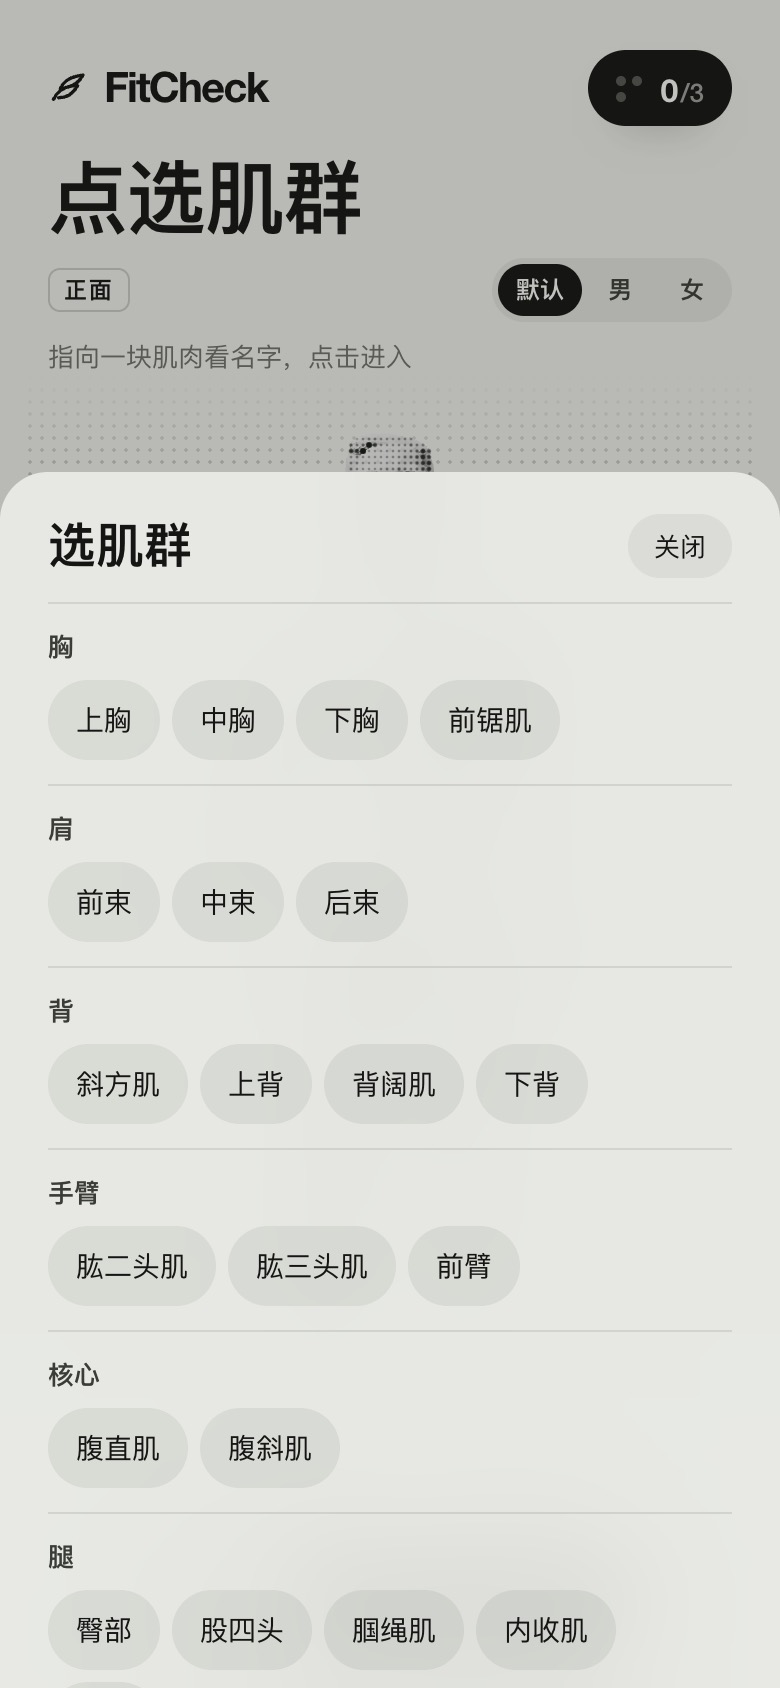 FitCheck
0/3
点选肌群
正面
默认 男 女
指向一块肌肉看名字，点击进入
选肌群
关闭
胸
上胸 中胸 下胸 前锯肌
肩
前束 中束 后束
背
斜方肌 上背 背阔肌 下背
手臂
肱二头肌 肱三头肌 前臂
核心
腹直肌 腹斜肌
腿
臀部 股四头 腘绳肌 内收肌